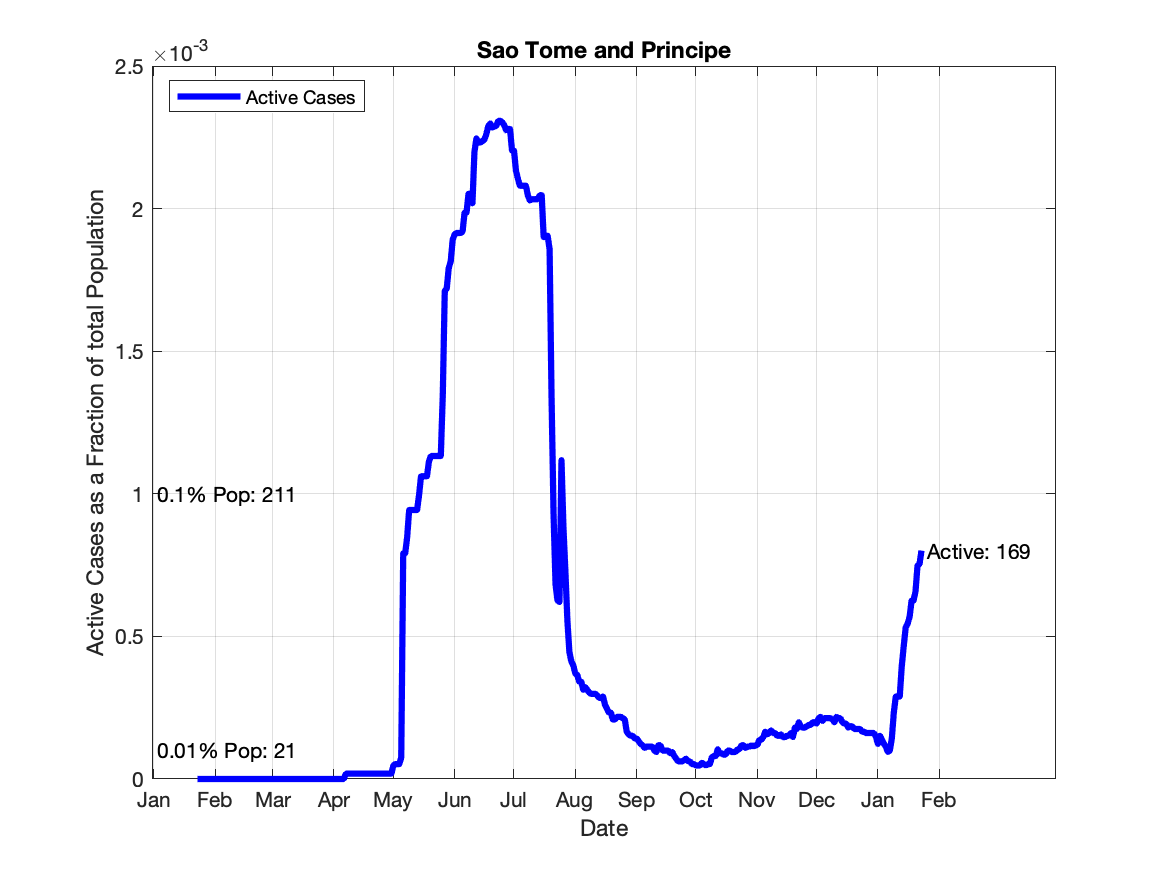 Sao Tome and Principe
×10⁻³
2.5
2
1.5
1
0.5
0
Active Cases as a Fraction of total Population
Active Cases
0.1% Pop: 211
0.01% Pop: 21
Active: 169
Jan Feb Mar Apr May Jun Jul Aug Sep Oct Nov Dec Jan Feb
Date